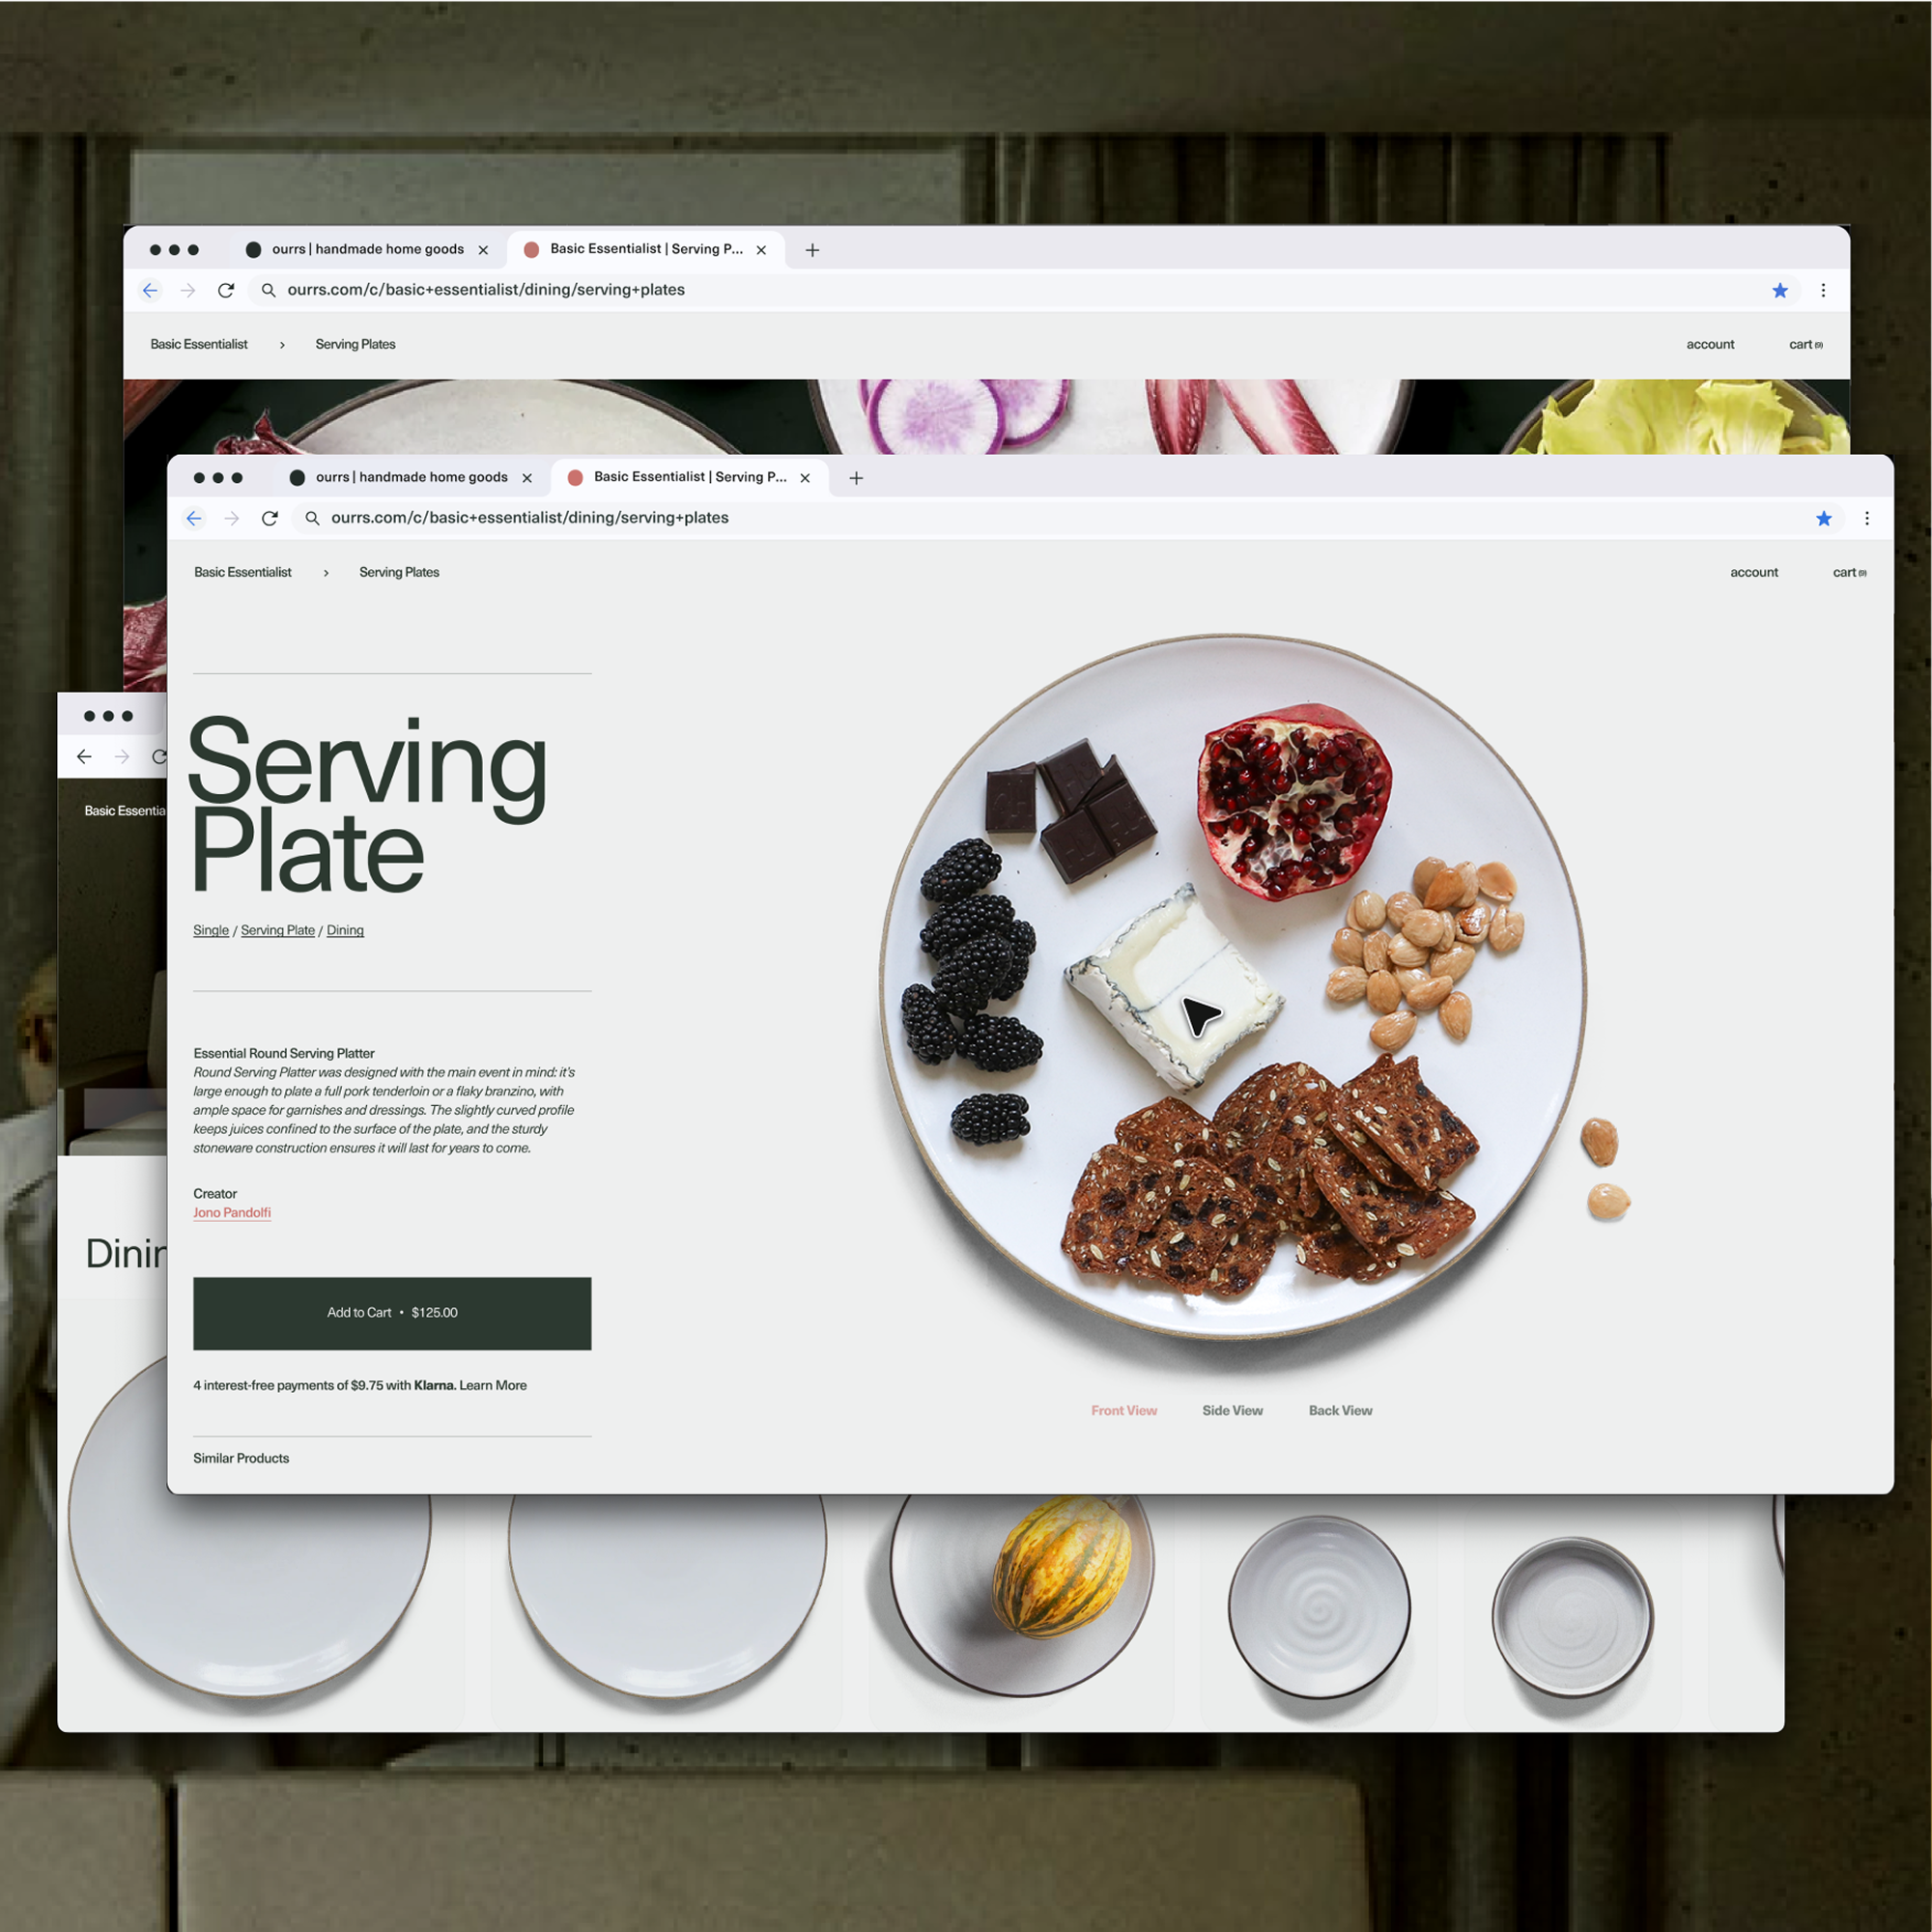 ourrs | handmade home goods
Basic Essentialist | Serving P...
ourrs.com/c/basic+essentialist/dining/serving+plates
Basic Essentialist > Serving Plates
account
cart
ourrs | handmade home goods
Basic Essentialist | Serving P...
ourrs.com/c/basic+essentialist/dining/serving+plates
Basic Essentialist > Serving Plates
account
cart
Serving
Plate
Single / Serving Plate / Dining
Essential Round Serving Platter
Round Serving Platter was designed with the main event in mind: it's
large enough to plate a full pork tenderloin or a flaky branzino, with
ample space for garnishes and dressings. The slightly curved profile
keeps juices confined to the surface of the plate, and the sturdy
stoneware construction ensures it will last for years to come.
Creator
Jono Pandolfi
Add to Cart • $125.00
4 interest-free payments of $9.75 with Klarna. Learn More
Similar Products
Front View
Side View
Back View
Basic Essentia
Dinin